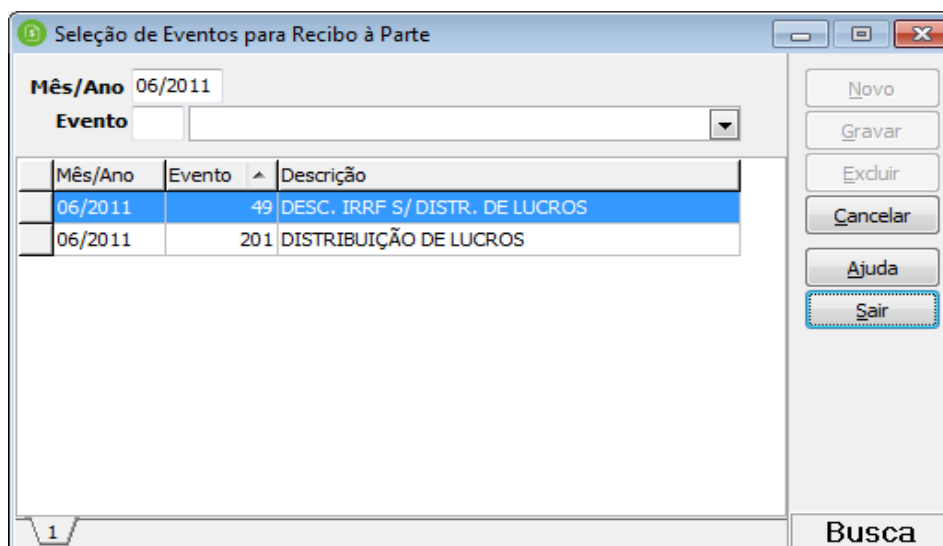 Seleção de Eventos para Recibo à Parte
Mês/Ano 06/2011
Evento
Mês/Ano Evento Descrição
06/2011 49 DESC. IRRF S/ DISTR. DE LUCROS
06/2011 201 DISTRIBUIÇÃO DE LUCROS
1
Novo
Gravar
Excluir
Cancelar
Ajuda
Sair
Busca